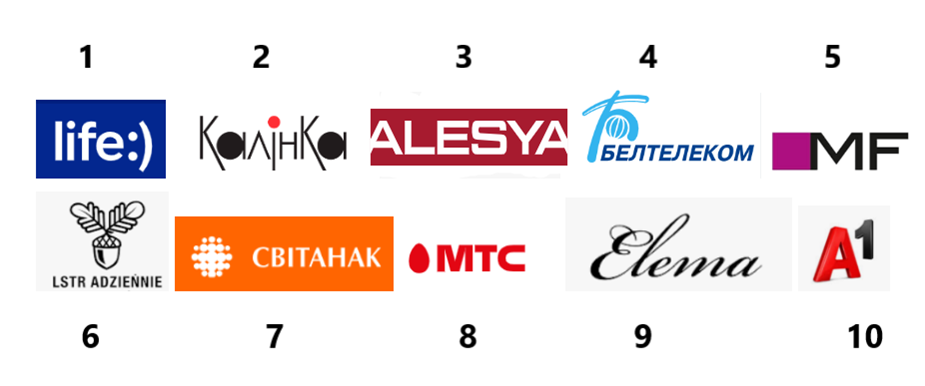 1 2 3 4 5
life:) КалінКа ALESYA БЕЛТЕЛЕКОМ MF
LSTR ADZIEŃNIE СВІТАНАК МТС Elema A1
6 7 8 9 10